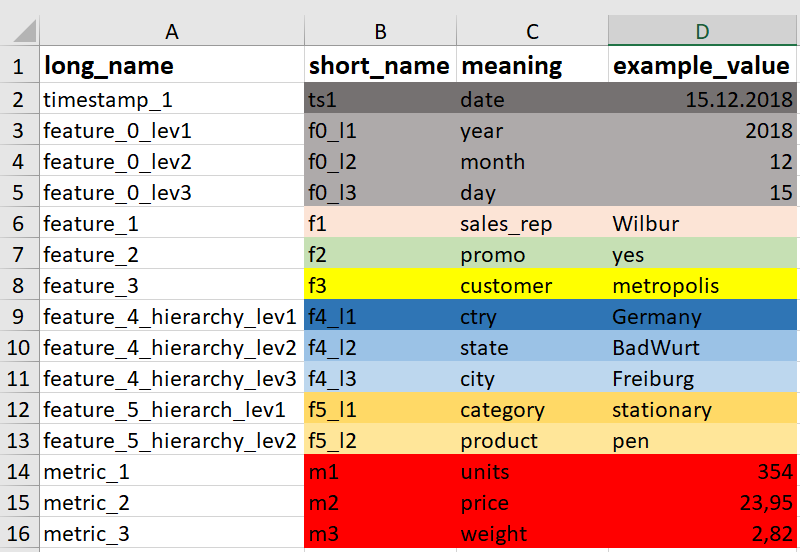 A B C D
1 long_name short_name meaning example_value
2 timestamp_1 ts1 date 15.12.2018
3 feature_0_lev1 f0_l1 year 2018
4 feature_0_lev2 f0_l2 month 12
5 feature_0_lev3 f0_l3 day 15
6 feature_1 f1 sales_rep Wilbur
7 feature_2 f2 promo yes
8 feature_3 f3 customer metropolis
9 feature_4_hierarchy_lev1 f4_l1 ctry Germany
10 feature_4_hierarchy_lev2 f4_l2 state BadWurt
11 feature_4_hierarchy_lev3 f4_l3 city Freiburg
12 feature_5_hierarch_lev1 f5_l1 category stationary
13 feature_5_hierarchy_lev2 f5_l2 product pen
14 metric_1 m1 units 354
15 metric_2 m2 price 23,95
16 metric_3 m3 weight 2,82